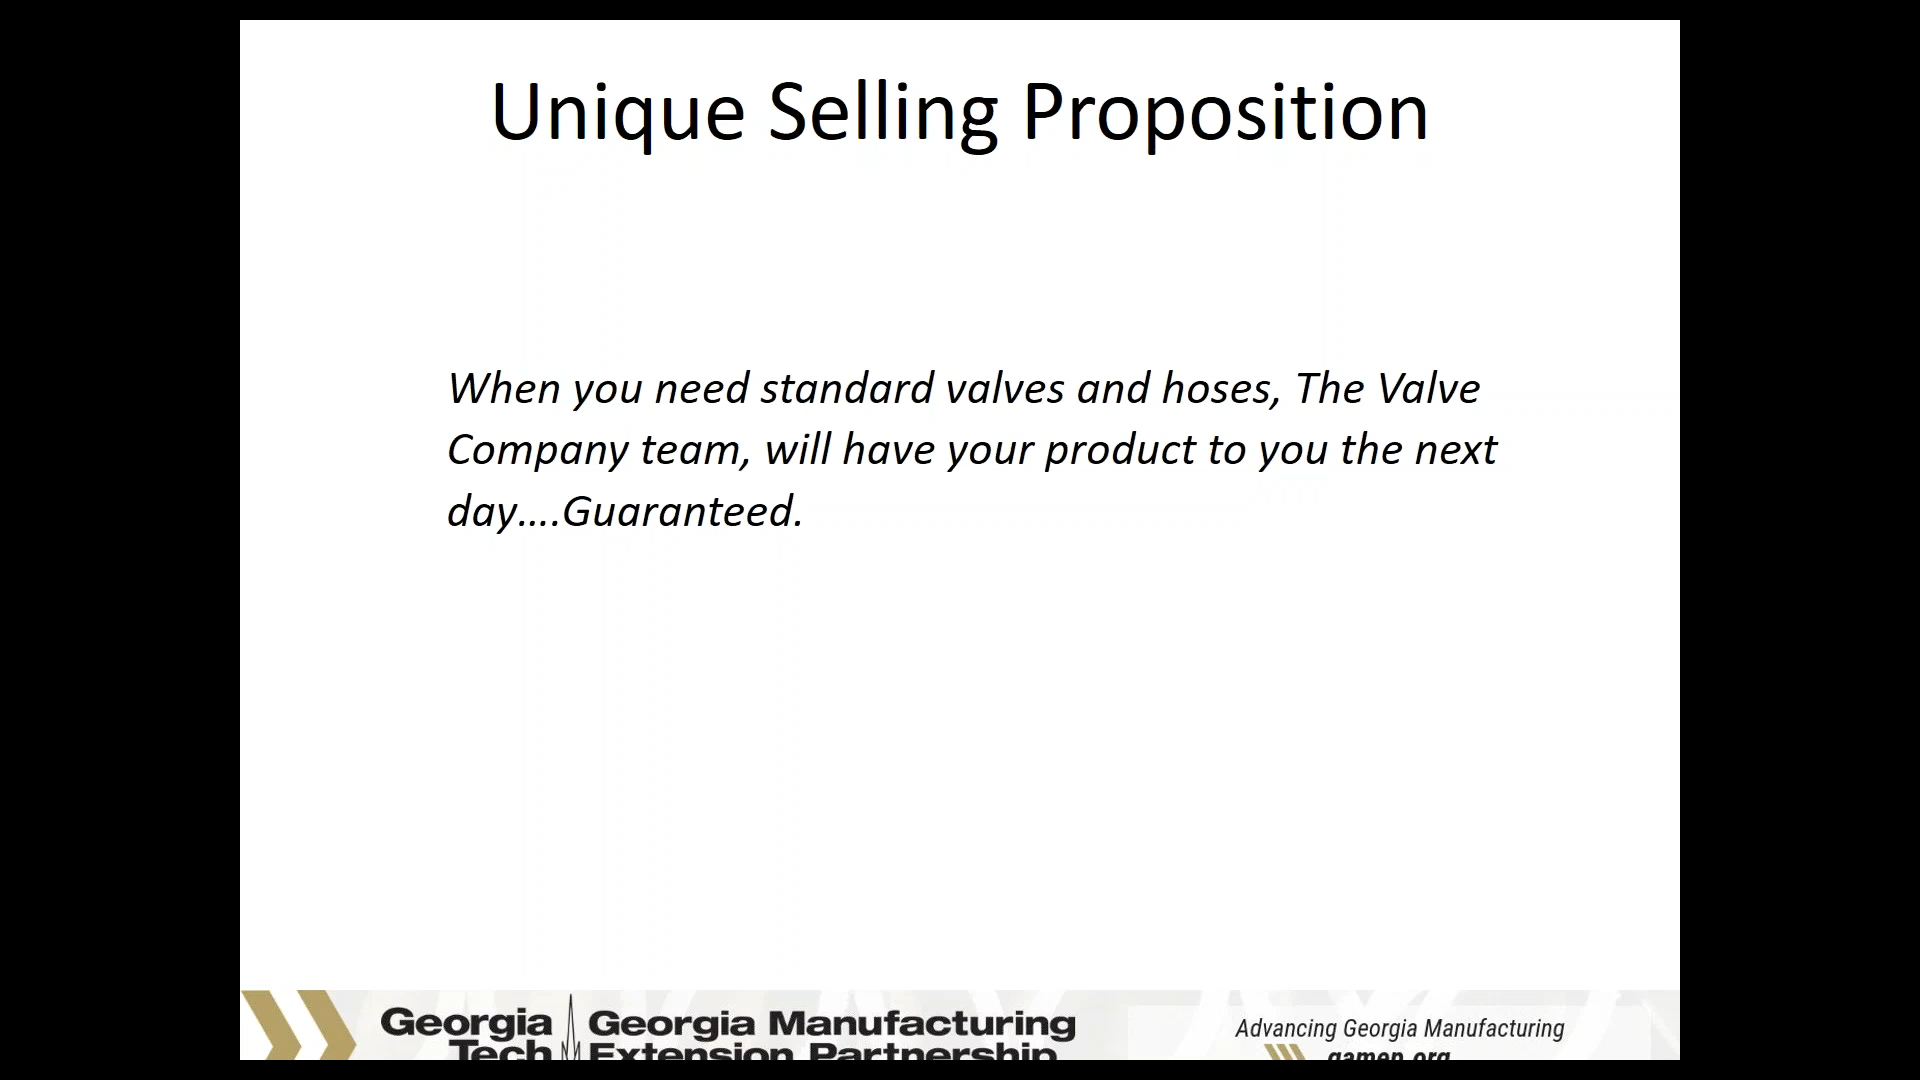 Unique Selling Proposition
When you need standard valves and hoses, The Valve
Company team, will have your product to you the next
day....Guaranteed.
Georgia
Tech
Georgia Manufacturing
Extension Partnership
Advancing Georgia Manufacturing
gamep.org